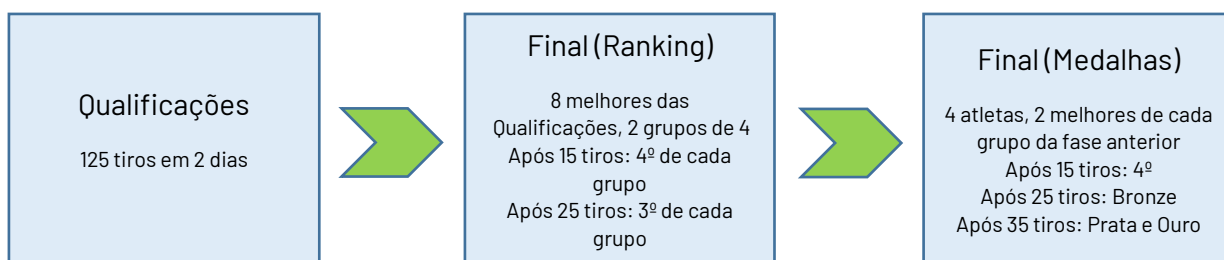 Qualificações
125 tiros em 2 dias
Final (Ranking)
8 melhores das
Qualificações, 2 grupos de 4
Após 15 tiros: 4º de cada
grupo
Após 25 tiros: 3º de cada
grupo
Final (Medalhas)
4 atletas, 2 melhores de cada
grupo da fase anterior
Após 15 tiros: 4º
Após 25 tiros: Bronze
Após 35 tiros: Prata e Ouro